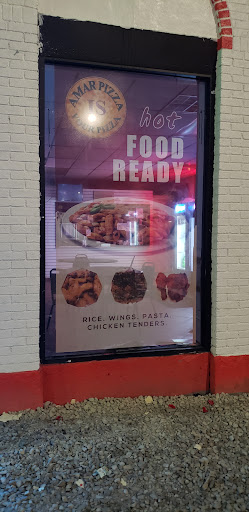 AMAR PIZZA
IS
hot
FOOD
READY
RICE, WINGS, PASTA
CHICKEN TENDERS